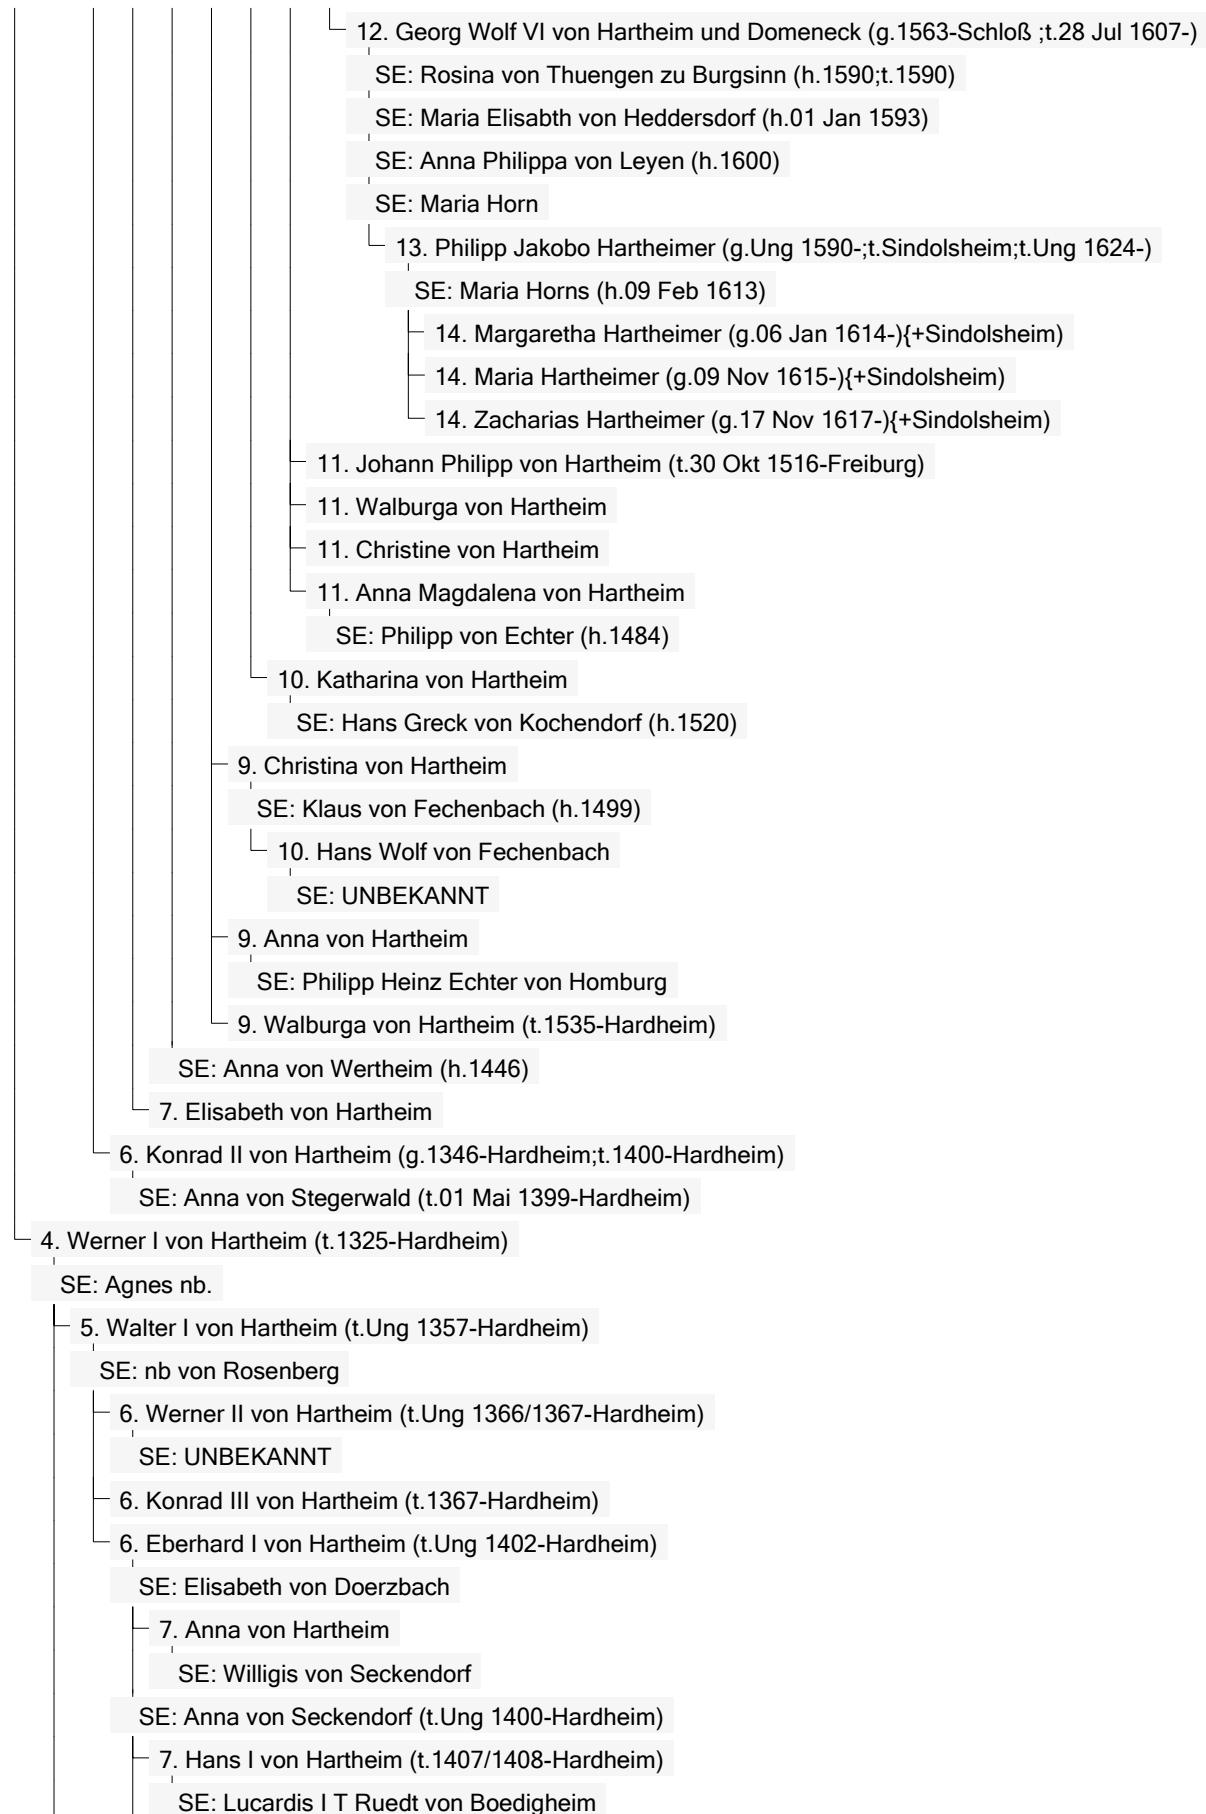 12. Georg Wolf VI von Hartheim und Domeneck (g.1563-Schloß ;t.28 Jul 1607-)
SE: Rosina von Thuengen zu Burgsinn (h.1590;t.1590)
SE: Maria Elisabth von Heddersdorf (h.01 Jan 1593)
SE: Anna Philippa von Leyen (h.1600)
SE: Maria Horn
13. Philipp Jakobo Hartheimer (g.Ung 1590-;t.Sindolsheim;t.Ung 1624-)
SE: Maria Horns (h.09 Feb 1613)
14. Margaretha Hartheimer (g.06 Jan 1614-){+Sindolsheim)
14. Maria Hartheimer (g.09 Nov 1615-){+Sindolsheim)
14. Zacharias Hartheimer (g.17 Nov 1617-){+Sindolsheim)
11. Johann Philipp von Hartheim (t.30 Okt 1516-Freiburg)
11. Walburga von Hartheim
11. Christine von Hartheim
11. Anna Magdalena von Hartheim
SE: Philipp von Echter (h.1484)
10. Katharina von Hartheim
SE: Hans Greck von Kochendorf (h.1520)
9. Christina von Hartheim
SE: Klaus von Fechenbach (h.1499)
10. Hans Wolf von Fechenbach
SE: UNBEKANNT
9. Anna von Hartheim
SE: Philipp Heinz Echter von Homburg
9. Walburga von Hartheim (t.1535-Hardheim)
SE: Anna von Wertheim (h.1446)
7. Elisabeth von Hartheim
6. Konrad II von Hartheim (g.1346-Hardheim;t.1400-Hardheim)
SE: Anna von Stegerwald (t.01 Mai 1399-Hardheim)
4. Werner I von Hartheim (t.1325-Hardheim)
SE: Agnes nb.
5. Walter I von Hartheim (t.Ung 1357-Hardheim)
SE: nb von Rosenberg
6. Werner II von Hartheim (t.Ung 1366/1367-Hardheim)
SE: UNBEKANNT
6. Konrad III von Hartheim (t.1367-Hardheim)
6. Eberhard I von Hartheim (t.Ung 1402-Hardheim)
SE: Elisabeth von Doerzbach
7. Anna von Hartheim
SE: Willigis von Seckendorf
SE: Anna von Seckendorf (t.Ung 1400-Hardheim)
7. Hans I von Hartheim (t.1407/1408-Hardheim)
SE: Lucardis I T Ruedt von Boedigheim